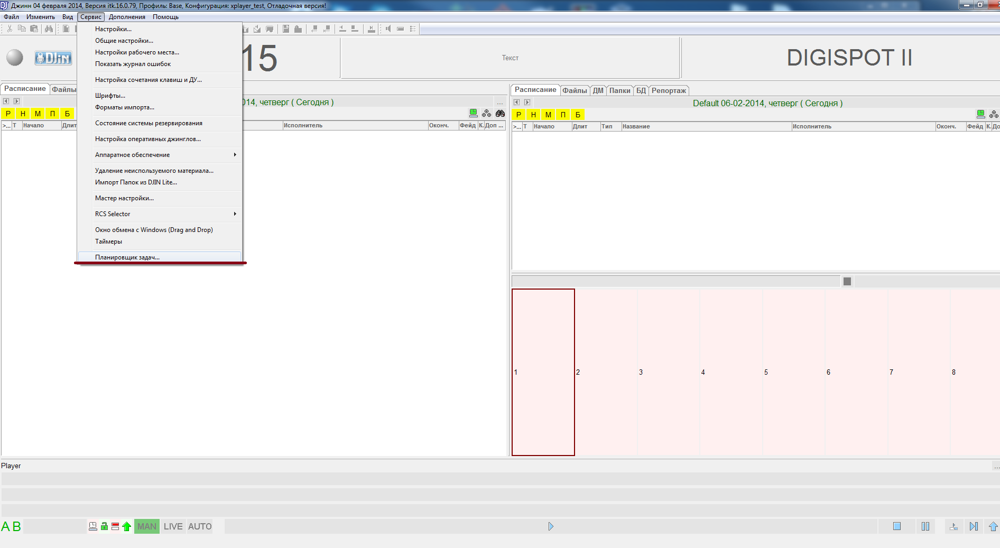 Джинн 04 февраля 2014, Версия itk.16.0.79, Профиль: Base, Конфигурация: xplayer_test, Отладочная версия!
Файл Изменить Вид Сервис Дополнения Помощь
Настройки...
Общие настройки...
Настройки рабочего места...
Показать журнал ошибок
Настройка сочетания клавиш и ДУ...
Шрифты...
Форматы импорта...
Состояние системы резервирования
Настройка оперативных джинглов...
Аппаратное обеспечение
Удаление неиспользуемого материала...
Импорт Папок из DJIN Lite...
Мастер настройки...
RCS Selector
Окно обмена с Windows (Drag and Drop)
Таймеры
Планировщик задач...
DJin
15
Текст
DIGISPOT II
Расписание Файлы
014, четверг ( Сегодня )
...
Р Н М П Б
>... Т Начало Длит Исполнитель Оконч. Фейд К. Доп ...
Расписание Файлы ДМ Папки БД Репортаж
Default 06-02-2014, четверг ( Сегодня )
Р Н М П Б
>... Т Начало Длит Тип Название Исполнитель Оконч. Фейд К. До
1 2 3 4 5 6 7 8
Player
...
A B MAN LIVE AUTO